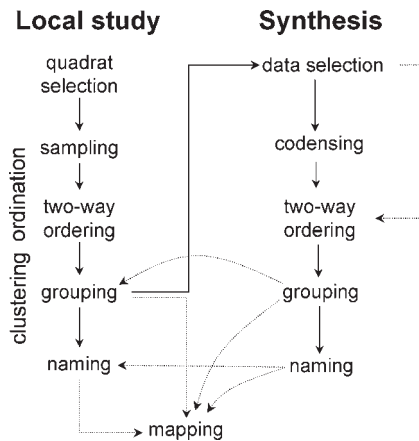 Local study
Synthesis
quadrat
selection
sampling
two-way
ordering
grouping
naming
clustering ordination
data selection
codensing
two-way
ordering
grouping
naming
mapping